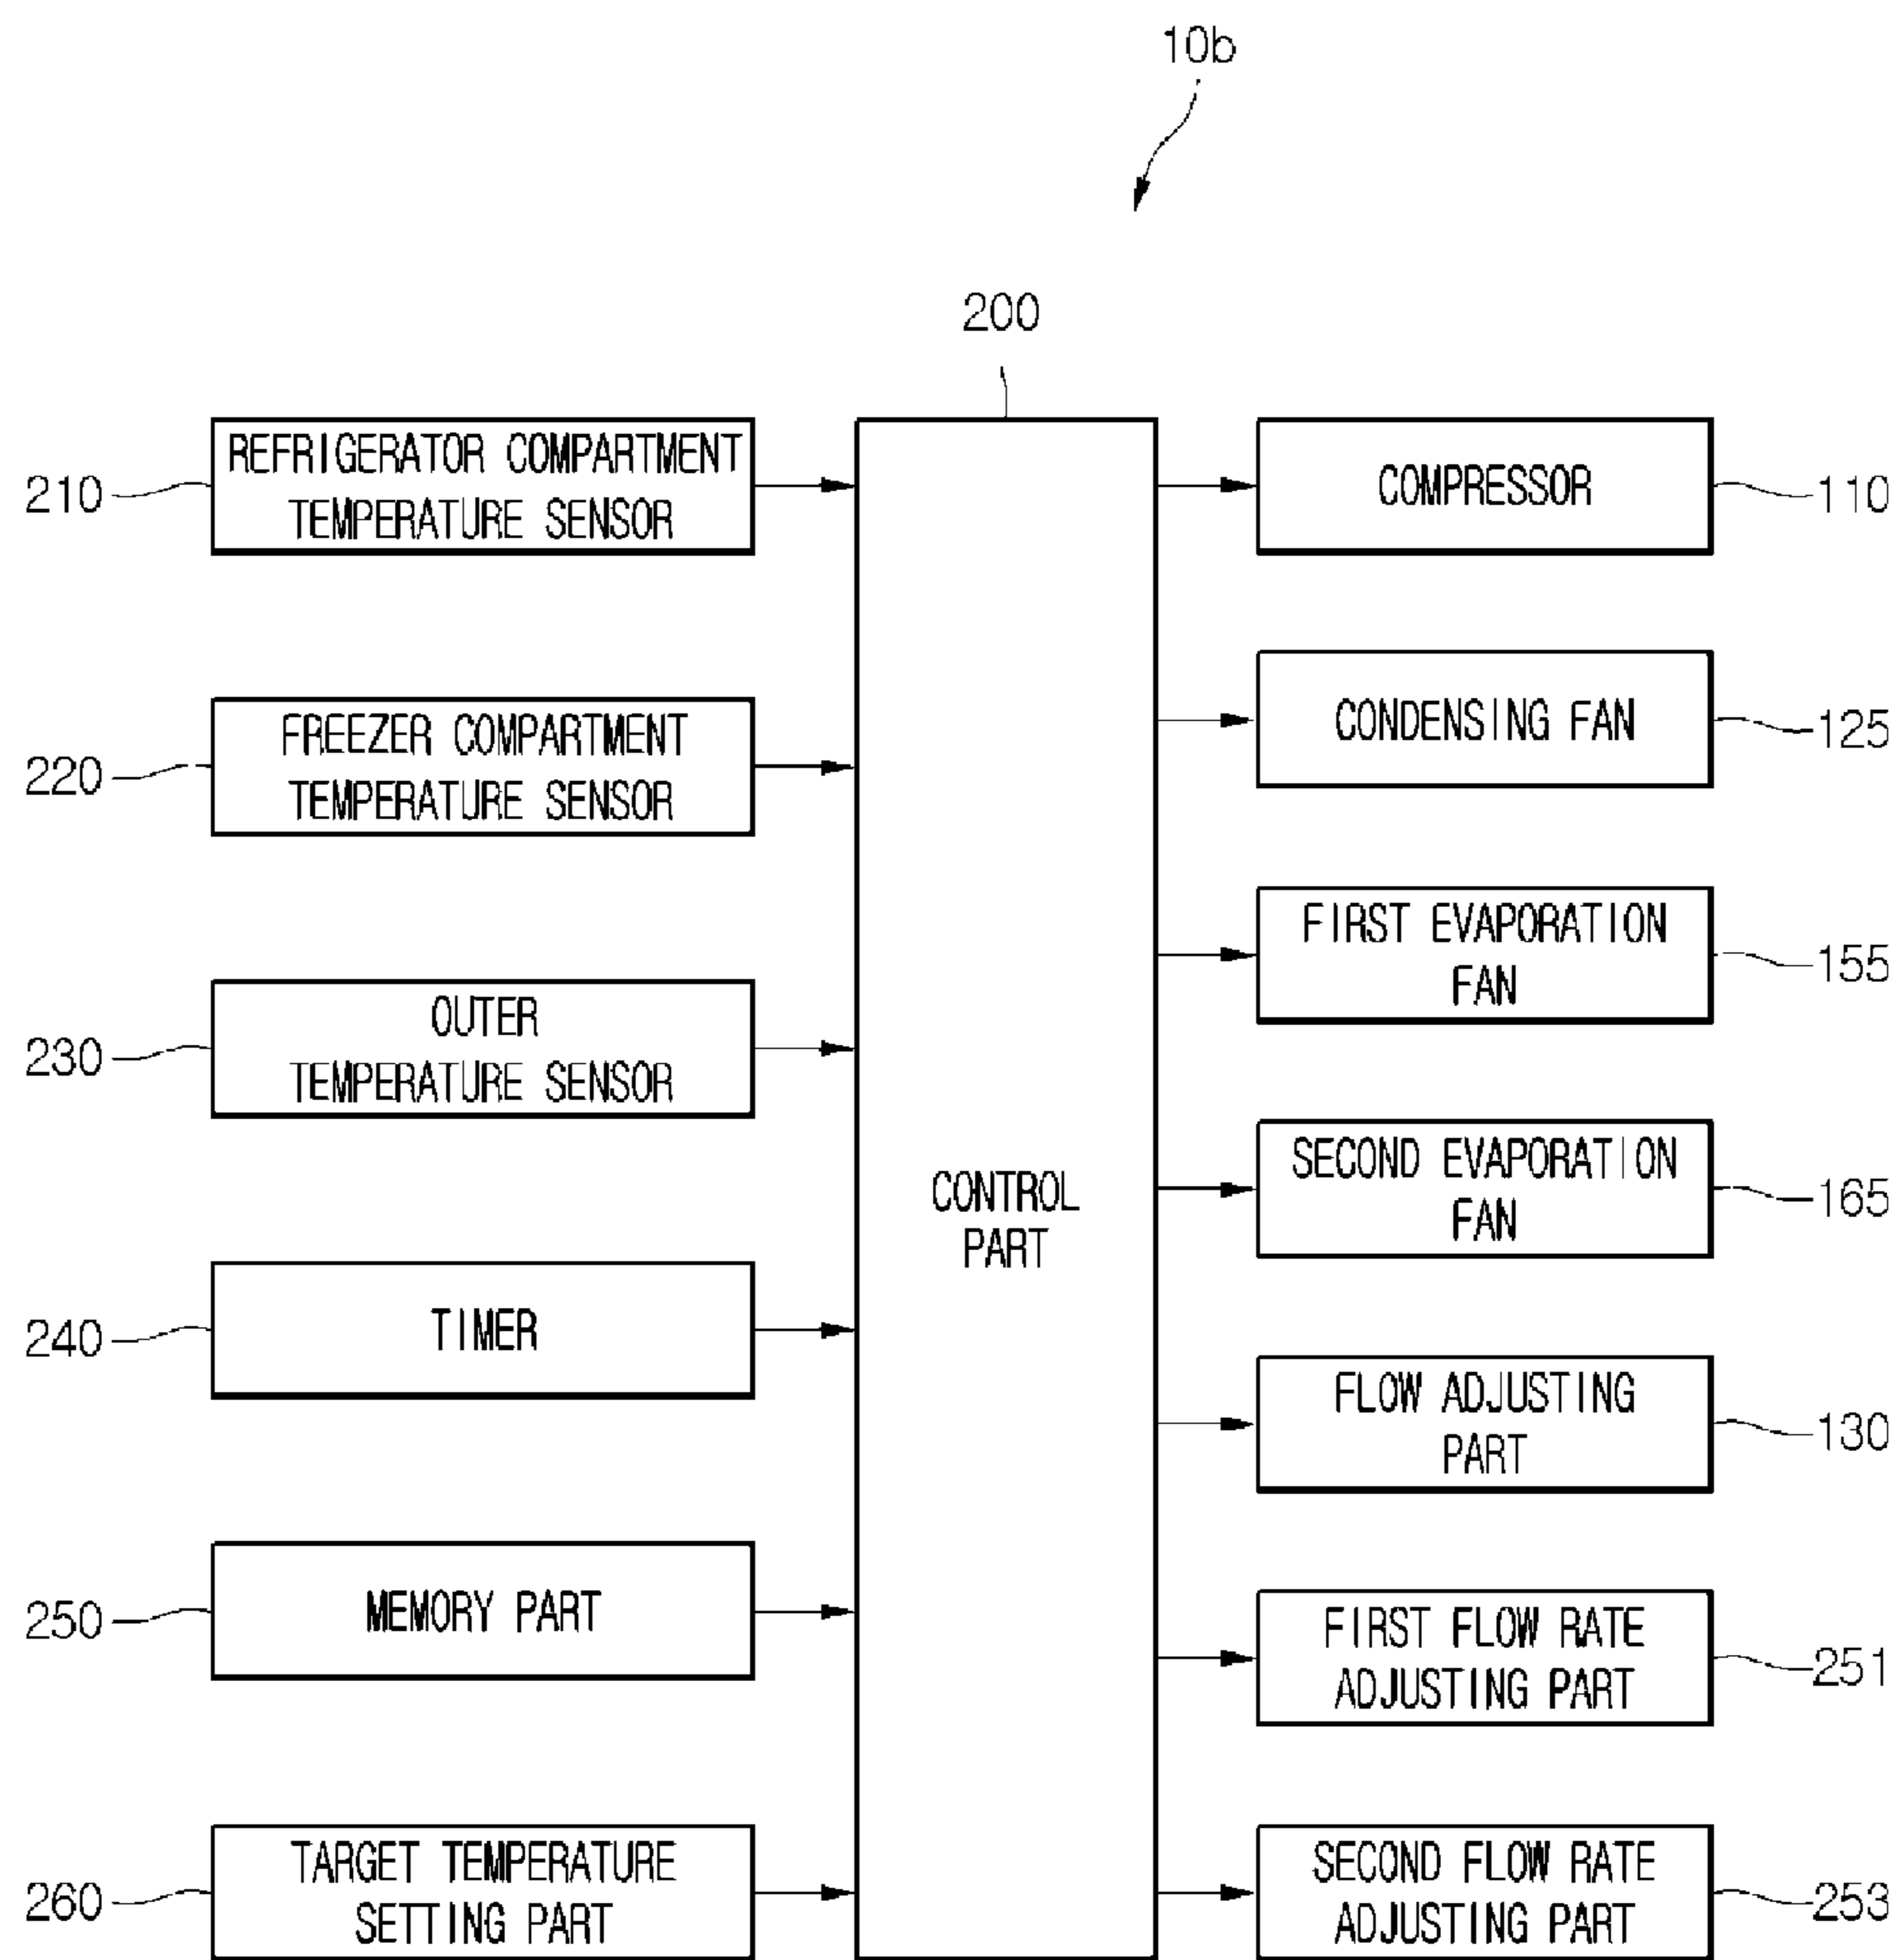 10b
200
210
REFRIGERATOR COMPARTMENT
TEMPERATURE SENSOR
220
FREEZER COMPARTMENT
TEMPERATURE SENSOR
230
OUTER
TEMPERATURE SENSOR
240
TIMER
250
MEMORY PART
260
TARGET TEMPERATURE
SETTING PART
CONTROL
PART
COMPRESSOR
110
CONDENSING FAN
125
FIRST EVAPORATION
FAN
155
SECOND EVAPORATION
FAN
165
FLOW ADJUSTING
PART
130
FIRST FLOW RATE
ADJUSTING PART
251
SECOND FLOW RATE
ADJUSTING PART
253